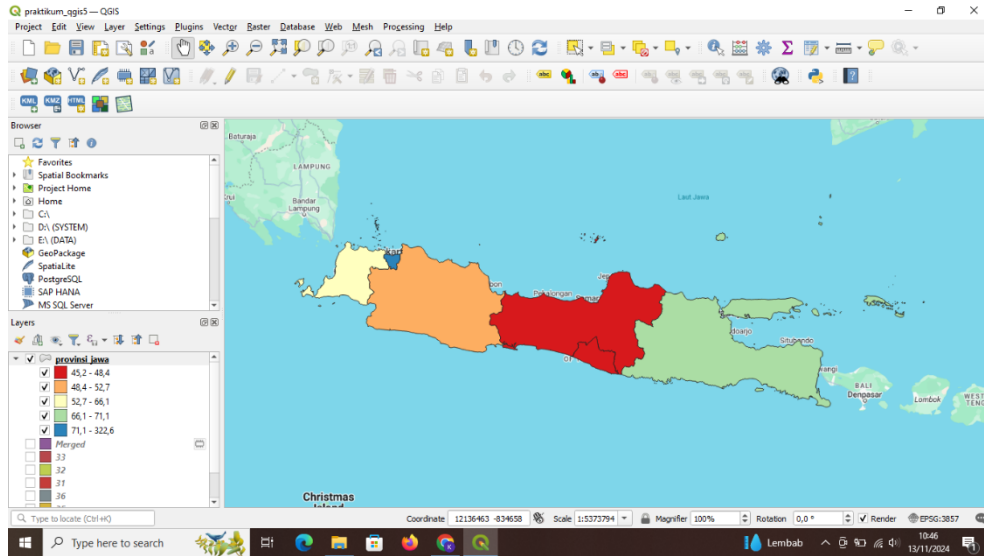 praktikum_qgis5 — QGIS
Project Edit View Layer Settings Plugins Vector Raster Database Web Mesh Processing Help
KML KMZ HTML
Browser
Favorites
Spatial Bookmarks
Project Home
Home
C:\
D:\ (SYSTEM)
E:\ (DATA)
GeoPackage
SpatiaLite
PostgreSQL
SAP HANA
MS SQL Server
Layers
provinsi jawa
45,2 - 48,4
48,4 - 52,7
52,7 - 66,1
66,1 - 71,1
71,1 - 322,6
Merged
33
32
31
36
Baturaja
LAMPUNG
Bandar
Lampung
Laut Jawa
Pekalongan
Situbondo
BALI
Denpasar
Lombok
WEST
Christmas
Type to locate (Ctrl+K)
Coordinate 12136463 -834658 Scale 1:5373794 Magnifier 100% Rotation 0,0 ° Render EPSG:3857
Type here to search
Lembab
10:46
13/11/2024